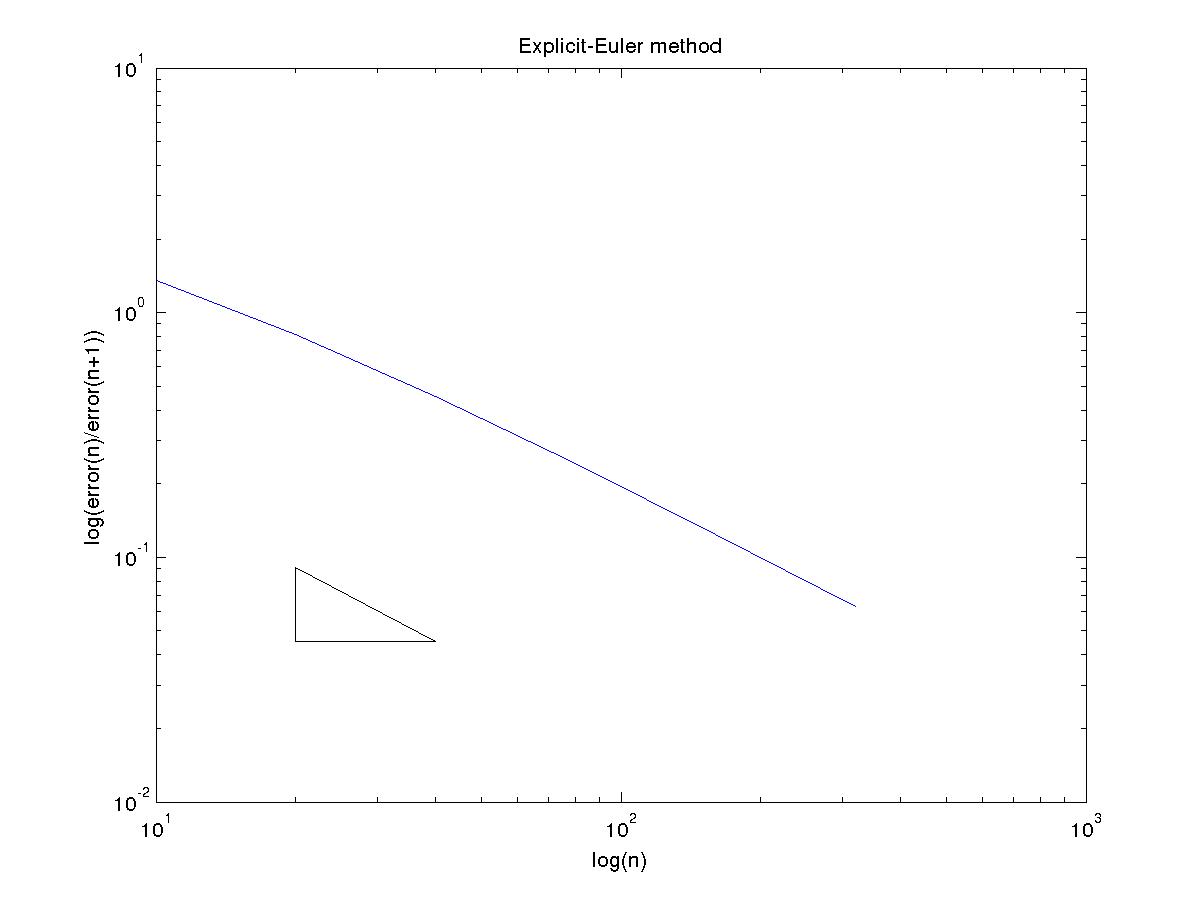 Explicit-Euler method
10^1
10^0
10^-1
10^-2
log(error(n)/error(n+1))
10^1 10^2 10^3
log(n)